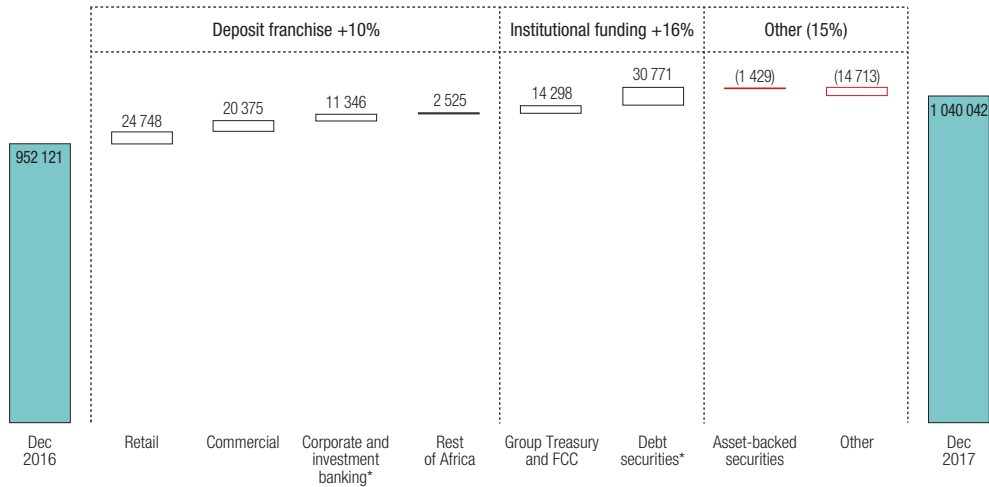 Deposit franchise +10%
Institutional funding +16%
Other (15%)
952 121
24 748
20 375
11 346
2 525
14 298
30 771
(1 429)
(14 713)
1 040 042
Dec
2016
Retail
Commercial
Corporate and
investment
banking*
Rest
of Africa
Group Treasury
and FCC
Debt
securities*
Asset-backed
securities
Other
Dec
2017